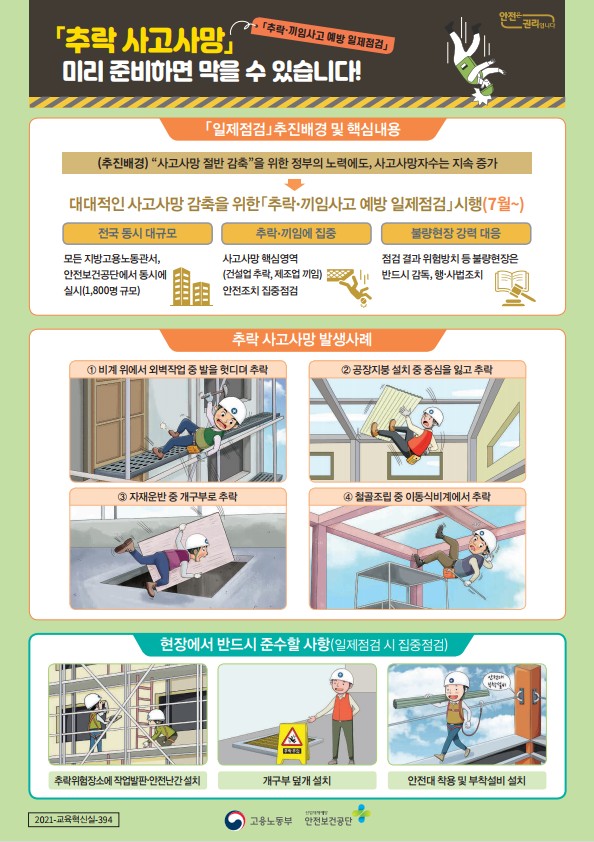 안전은
권리입니다
「추락 사고사망」
「추락·끼임사고 예방 일제점검」
미리 준비하면 막을 수 있습니다!
「일제점검」추진배경 및 핵심내용
(추진배경) “사고사망 절반 감축”을 위한 정부의 노력에도, 사고사망자수는 지속 증가
대대적인 사고사망 감축을 위한「추락·끼임사고 예방 일제점검」시행(7월~)
전국 동시 대규모
모든 지방고용노동관서,
안전보건공단에서 동시에
실시(1,800명 규모)
추락·끼임에 집중
사고사망 핵심영역
(건설업 추락, 제조업 끼임)
안전조치 집중점검
불량현장 강력 대응
점검 결과 위험방치 등 불량현장은
반드시 감독, 행·사법조치
추락 사고사망 발생사례
① 비계 위에서 외벽작업 중 발을 헛디뎌 추락
② 공장지붕 설치 중 중심을 잃고 추락
③ 자재운반 중 개구부로 추락
④ 철골조립 중 이동식비계에서 추락
현장에서 반드시 준수할 사항(일제점검 시 집중점검)
추락위험장소에 작업발판·안전난간 설치
추락주의
개구부 덮개 설치
안전대
부착설비
안전대 착용 및 부착설비 설치
2021-교육혁신실-394
고용노동부
산업재해예방
안전보건공단